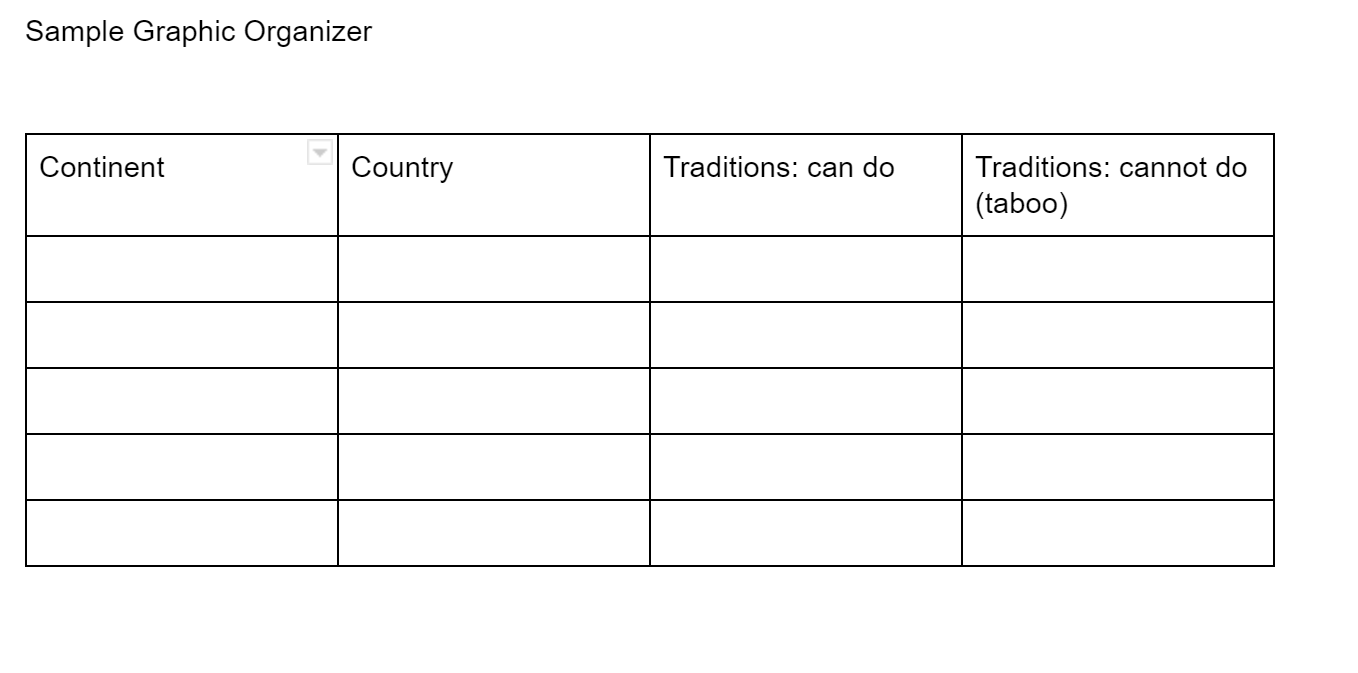 Sample Graphic Organizer
Continent
Country
Traditions: can do
Traditions: cannot do
(taboo)